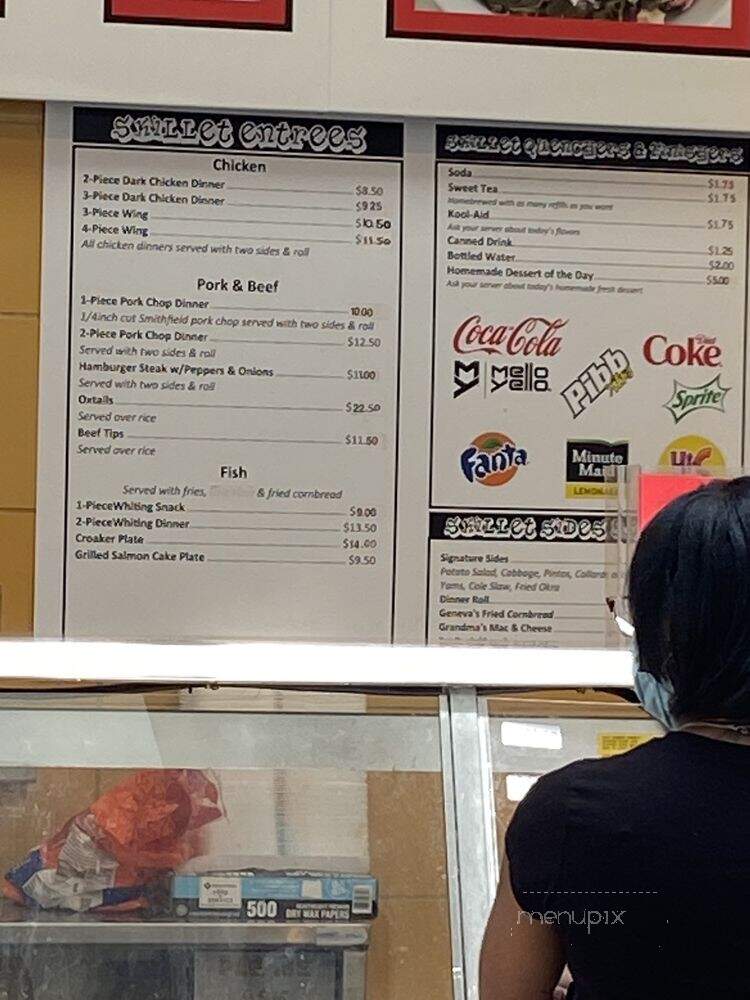 Skillet Entrees
Chicken
2-Piece Dark Chicken Dinner $8.50
3-Piece Dark Chicken Dinner $9.25
3-Piece Wing $10.50
4-Piece Wing $11.50
All chicken dinners served with two sides & roll
Pork & Beef
1-Piece Pork Chop Dinner 10.00
1/4inch cut Smithfield pork chop served with two sides & roll
2-Piece Pork Chop Dinner $12.50
Served with two sides & roll
Hamburger Steak w/Peppers & Onions $11.00
Served with two sides & roll
Oxtails $22.50
Served over rice
Beef Tips $11.50
Served over rice
Fish
Served with fries, & fried cornbread
1-PieceWhiting Snack $9.00
2-PieceWhiting Dinner $13.50
Croaker Plate $14.00
Grilled Salmon Cake Plate $9.50
Skillet Quenchers & Finishers
Soda $1.75
Sweet Tea $1.75
Homebrewed with as many refills as you want
Kool-Aid $1.75
Ask your server about today's flavors
Canned Drink $1.25
Bottled Water $2.00
Homemade Dessert of the Day $5.00
Ask your server about today's homemade fresh dessert
Coca-Cola
Diet Coke
MY | Mello Yello
Pibb Xtra
Sprite
Fanta
Minute Maid
LEMONADE
Skillet Sides
Signature Sides
Potato Salad, Cabbage, Pintos, Collards
Yams, Cole Slaw, Fried Okra
Dinner Roll
Geneva's Fried Cornbread
Grandma's Mac & Cheese
500
DRY WAX PAPERS
menupix